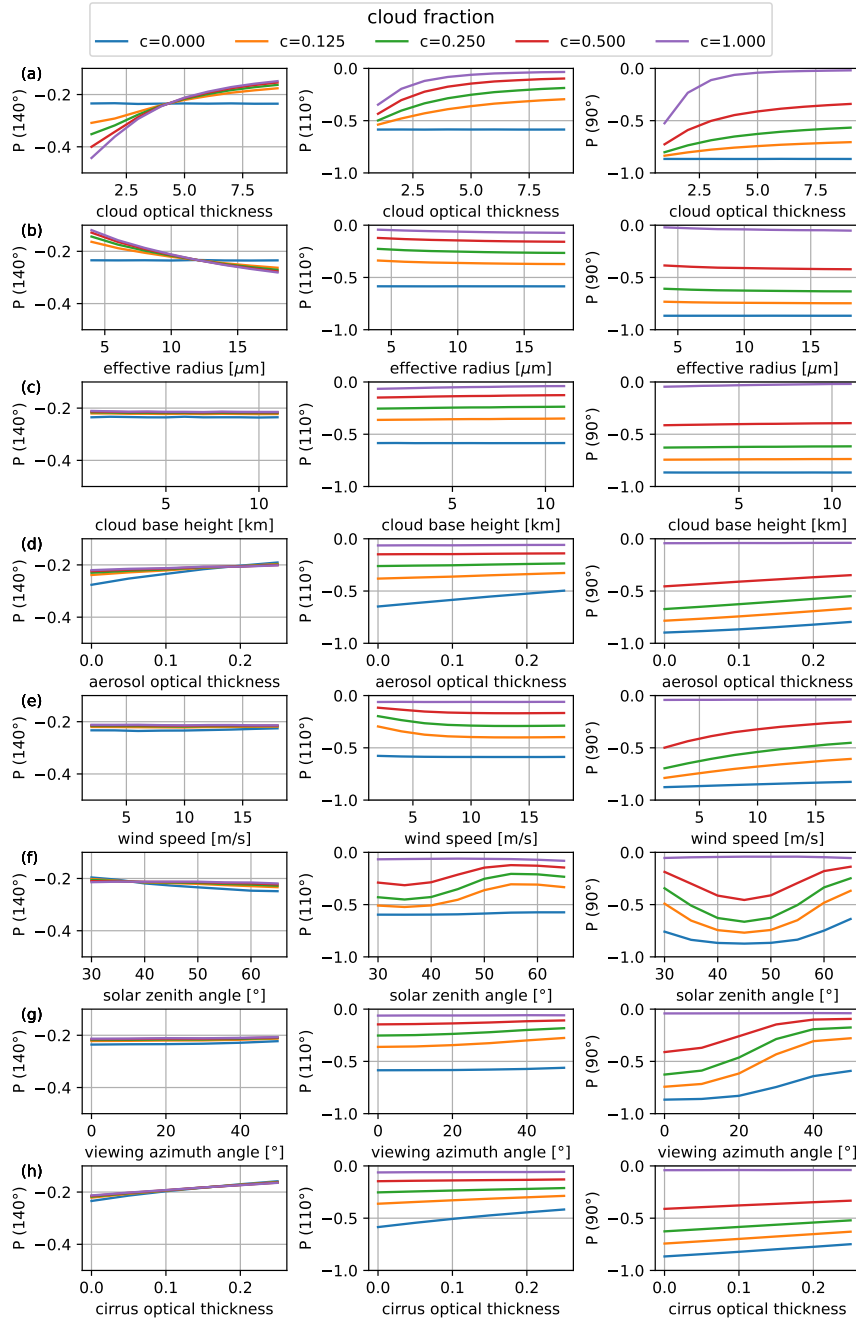 cloud fraction
c=0.000 c=0.125 c=0.250 c=0.500 c=1.000
(a)
P (140°) −0.2 −0.4 2.5 5.0 7.5
P (110°) 0.0 −0.5 −1.0 2.5 5.0 7.5
P (90°) 0.0 −0.5 −1.0 2.5 5.0 7.5
cloud optical thickness cloud optical thickness cloud optical thickness
(b)
P (140°) −0.2 −0.4 5 10 15
P (110°) 0.0 −0.5 −1.0 5 10 15
P (90°) 0.0 −0.5 −1.0 5 10 15
effective radius [μm] effective radius [μm] effective radius [μm]
(c)
P (140°) −0.2 −0.4 5 10
P (110°) 0.0 −0.5 −1.0 5 10
P (90°) 0.0 −0.5 −1.0 5 10
cloud base height [km] cloud base height [km] cloud base height [km]
(d)
P (140°) −0.2 −0.4 0.0 0.1 0.2
P (110°) 0.0 −0.5 −1.0 0.0 0.1 0.2
P (90°) 0.0 −0.5 −1.0 0.0 0.1 0.2
aerosol optical thickness aerosol optical thickness aerosol optical thickness
(e)
P (140°) −0.2 −0.4 5 10 15
P (110°) 0.0 −0.5 −1.0 5 10 15
P (90°) 0.0 −0.5 −1.0 5 10 15
wind speed [m/s] wind speed [m/s] wind speed [m/s]
(f)
P (140°) −0.2 −0.4 30 40 50 60
P (110°) 0.0 −0.5 −1.0 30 40 50 60
P (90°) 0.0 −0.5 −1.0 30 40 50 60
solar zenith angle [°] solar zenith angle [°] solar zenith angle [°]
(g)
P (140°) −0.2 −0.4 0 20 40
P (110°) 0.0 −0.5 −1.0 0 20 40
P (90°) 0.0 −0.5 −1.0 0 20 40
viewing azimuth angle [°] viewing azimuth angle [°] viewing azimuth angle [°]
(h)
P (140°) −0.2 −0.4 0.0 0.1 0.2
P (110°) 0.0 −0.5 −1.0 0.0 0.1 0.2
P (90°) 0.0 −0.5 −1.0 0.0 0.1 0.2
cirrus optical thickness cirrus optical thickness cirrus optical thickness